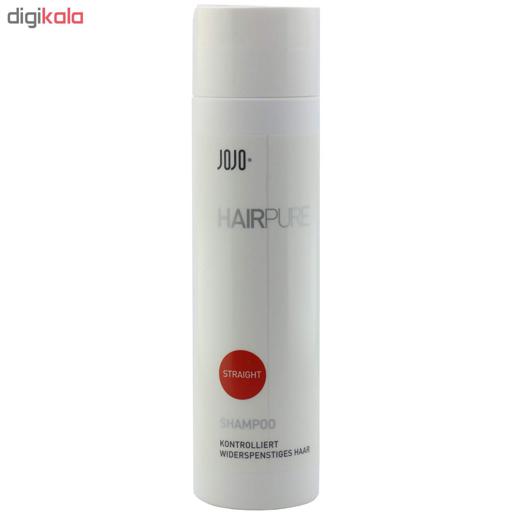 digikala
JOJO®
HAIRPURE
STRAIGHT
SHAMPOO
KONTROLLIERT
WIDERSPENSTIGES HAAR